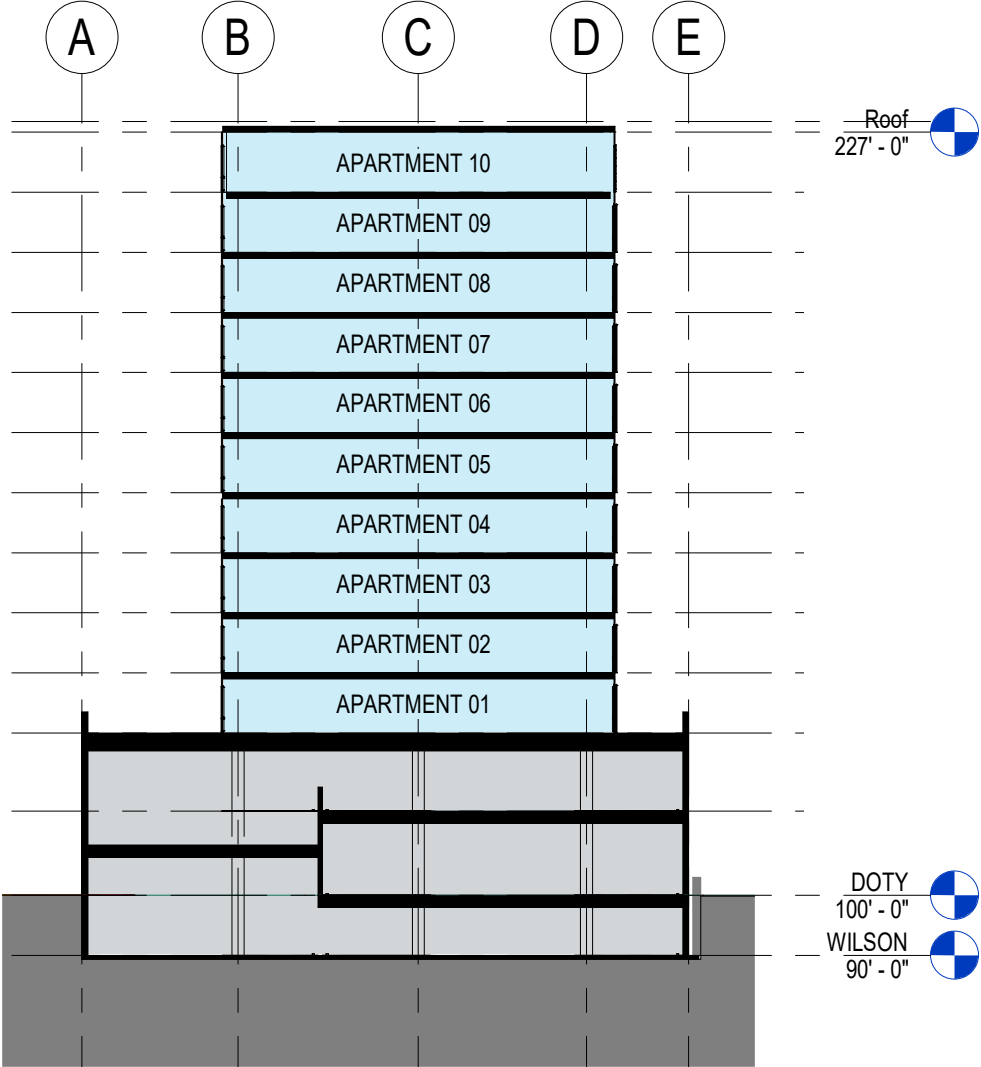 A B C D E
Roof
227' - 0"
APARTMENT 10
APARTMENT 09
APARTMENT 08
APARTMENT 07
APARTMENT 06
APARTMENT 05
APARTMENT 04
APARTMENT 03
APARTMENT 02
APARTMENT 01
DOTY
100' - 0"
WILSON
90' - 0"